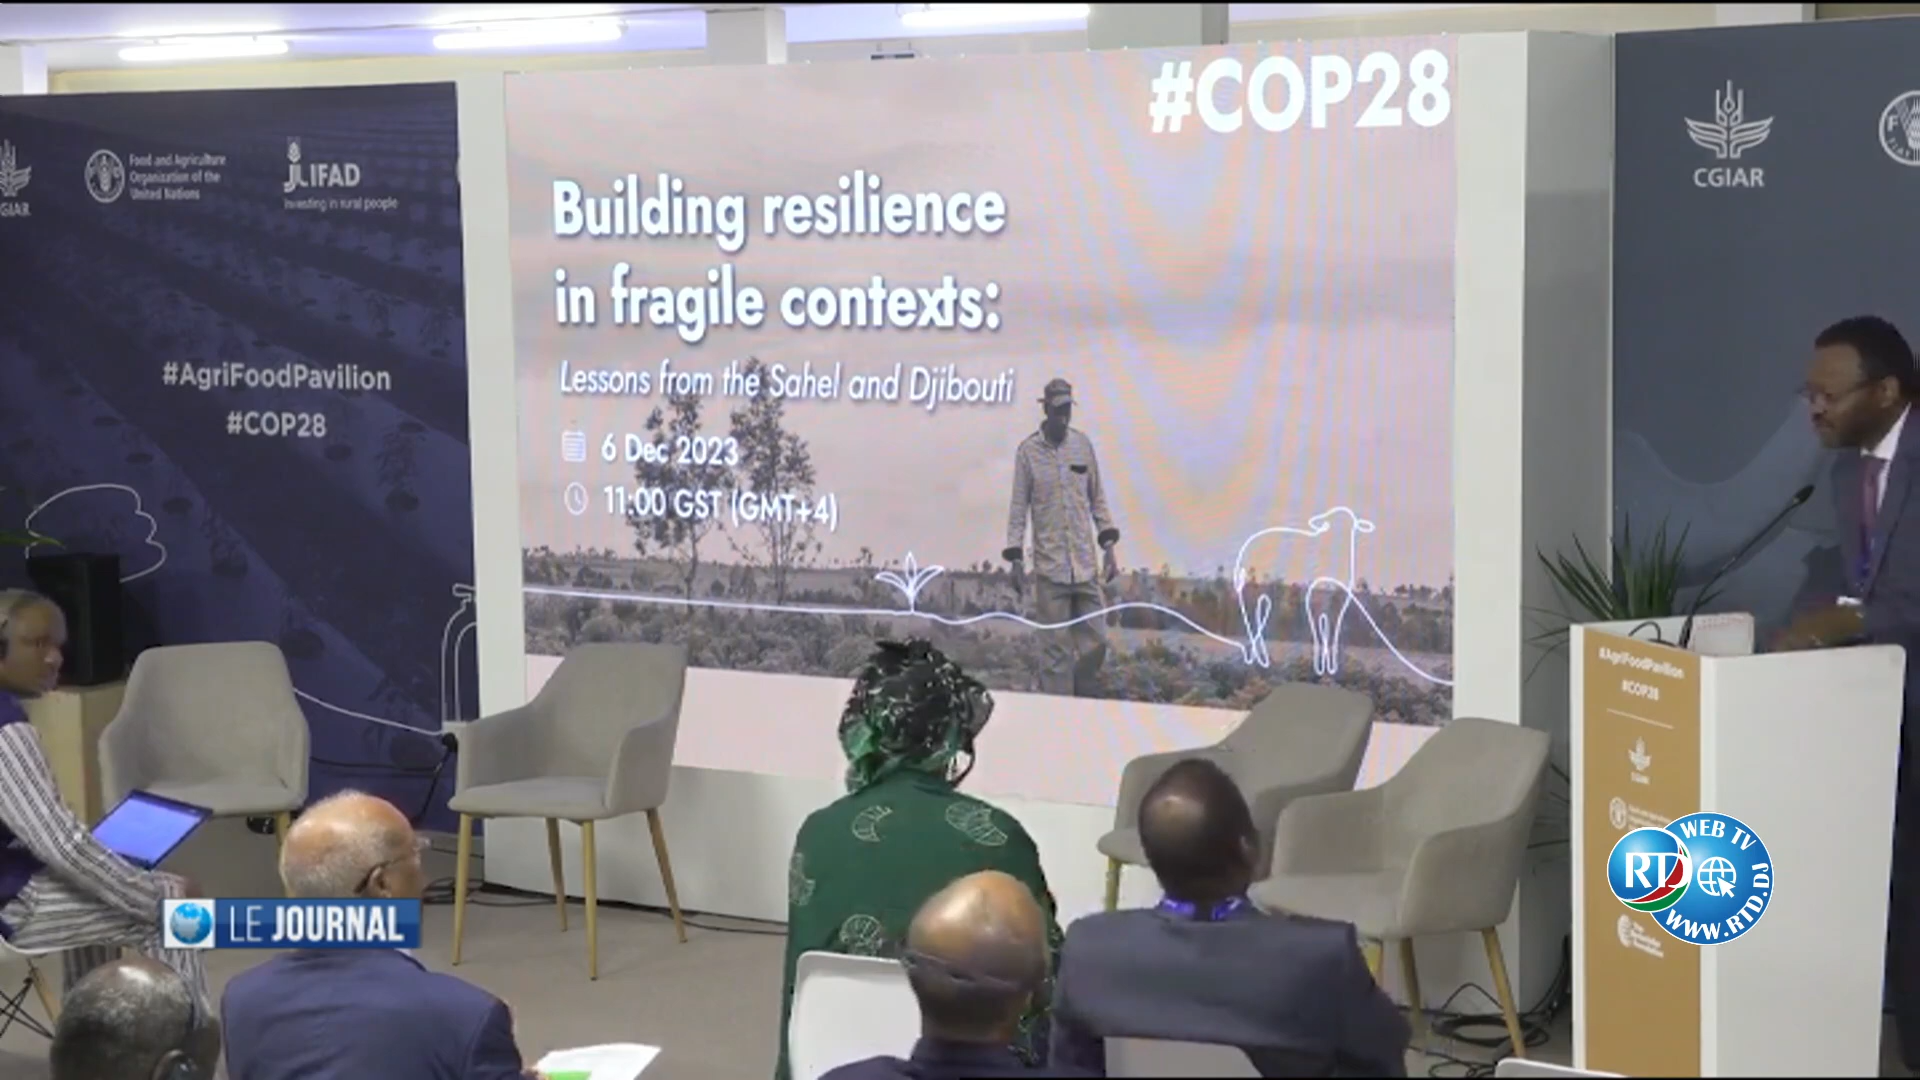 #COP28
Building resilience
in fragile contexts:
Lessons from the Sahel and Djibouti
6 Dec 2023
11:00 GST (GMT+4)
CGIAR
Food and Agriculture
Organization of the
United Nations
IFAD
Investing in rural people
#AgriFoodPavilion
#COP28
CGIAR
#AgriFoodPavilion
#COP28
CGIAR
LE JOURNAL
WEB TV
RTD
WWW.RTD.DJ